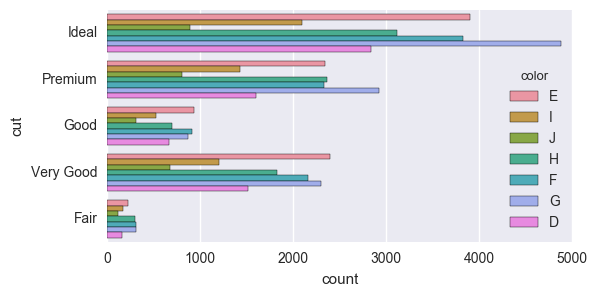 Ideal
Premium
Good
Very Good
Fair
cut
0 1000 2000 3000 4000 5000
count
color
E
I
J
H
F
G
D